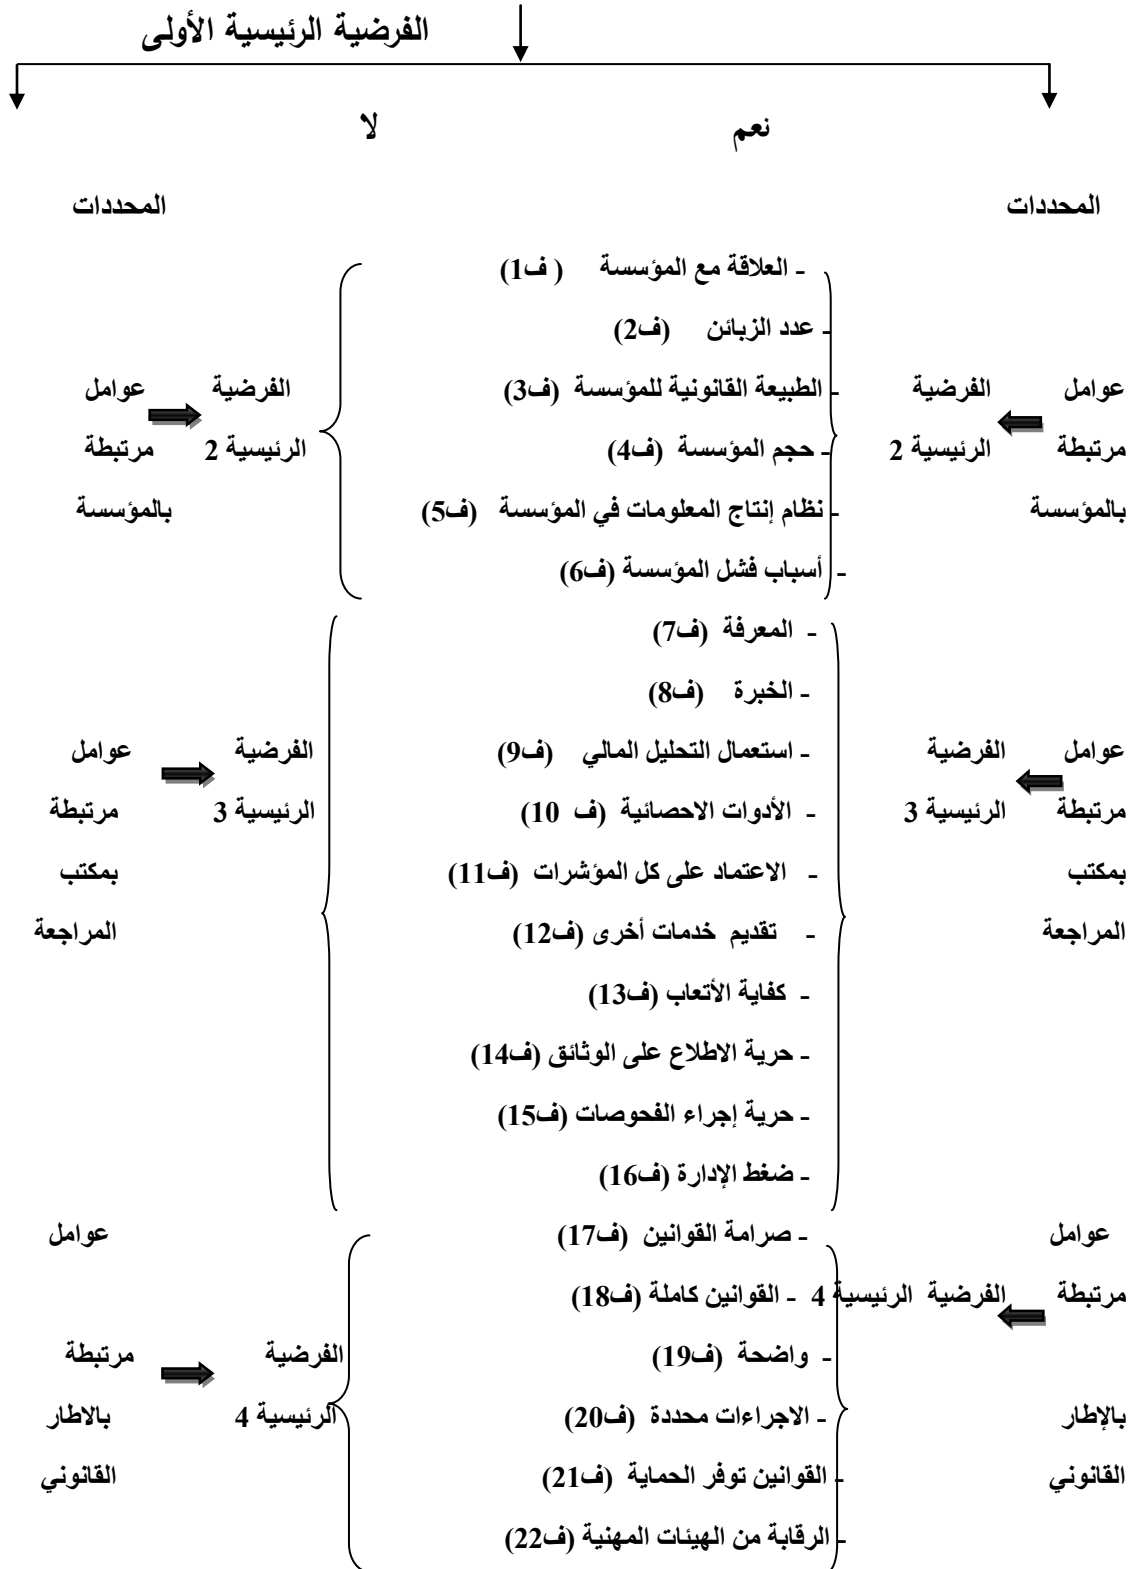 الفرضية الرئيسية الأولى
نعم لا
المحددات المحددات
- العلاقة مع المؤسسة ( ف1)
- عدد الزبائن (ف2)
عوامل الفرضية - الطبيعة القانونية للمؤسسة (ف3) الفرضية عوامل
مرتبطة الرئيسية 2 - حجم المؤسسة (ف4) الرئيسية 2 مرتبطة
بالمؤسسة - نظام إنتاج المعلومات في المؤسسة (ف5) بالمؤسسة
- أسباب فشل المؤسسة (ف6)
- المعرفة (ف7)
- الخبرة (ف8)
عوامل الفرضية - استعمال التحليل المالي (ف9) الفرضية عوامل
مرتبطة الرئيسية 3 - الأدوات الاحصائية (ف 10) الرئيسية 3 مرتبطة
بمكتب - الاعتماد على كل المؤشرات (ف11) بمكتب
المراجعة - تقديم خدمات أخرى (ف12) المراجعة
- كفاية الأتعاب (ف13)
- حرية الاطلاع على الوثائق (ف14)
- حرية إجراء الفحوصات (ف15)
- ضغط الإدارة (ف16)
عوامل - صرامة القوانين (ف17) عوامل
مرتبطة الفرضية الرئيسية 4 - القوانين كاملة (ف18)
- واضحة (ف19) الفرضية مرتبطة
بالإطار - الاجراءات محددة (ف20) الرئيسية 4 بالاطار
القانوني - القوانين توفر الحماية (ف21) القانوني
- الرقابة من الهيئات المهنية (ف22)